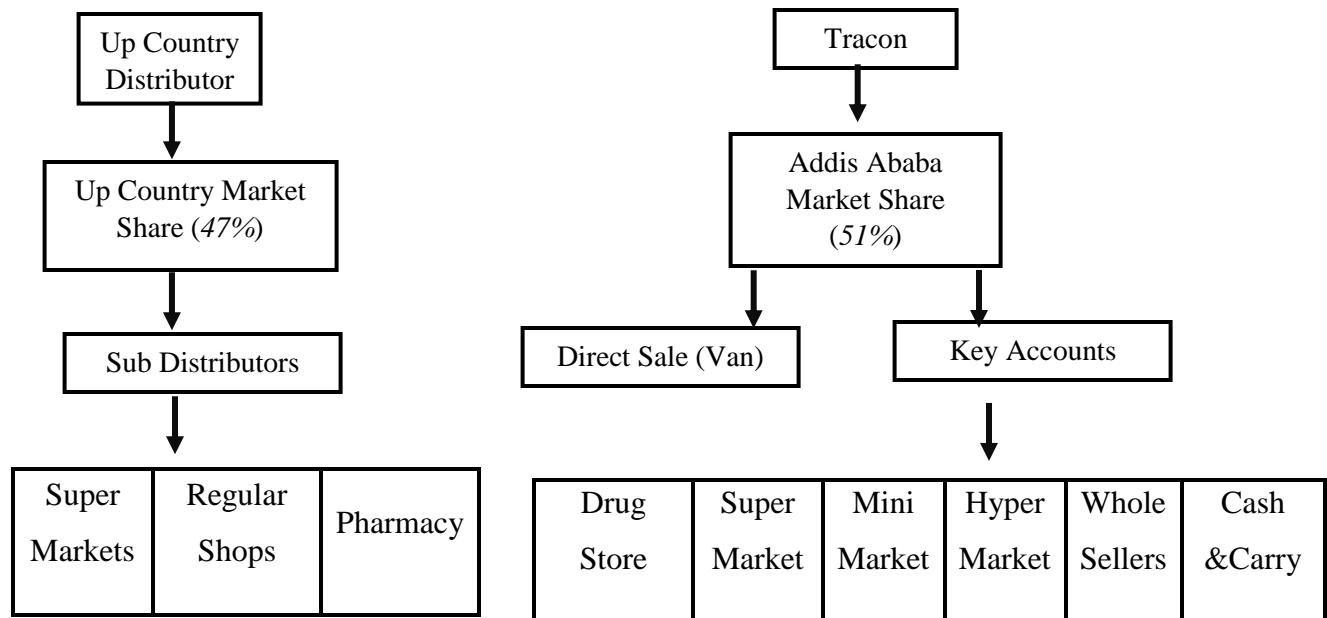 Up Country
Distributor
Up Country Market
Share (47%)
Sub Distributors
Super
Markets
Regular
Shops
Pharmacy
Tracon
Addis Ababa
Market Share
(51%)
Direct Sale (Van)
Key Accounts
Drug
Store
Super
Market
Mini
Market
Hyper
Market
Whole
Sellers
Cash
&Carry